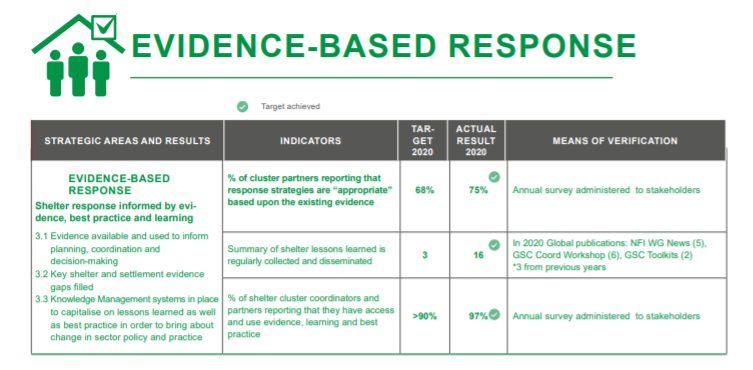 EVIDENCE-BASED RESPONSE
Target achieved
STRATEGIC AREAS AND RESULTS
INDICATORS
TAR-
GET
2020
ACTUAL
RESULT
2020
MEANS OF VERIFICATION
EVIDENCE-BASED
RESPONSE
Shelter response informed by evi-
dence, best practice and learning
3.1 Evidence available and used to inform
planning, coordination and
decision-making
3.2 Key shelter and settlement evidence
gaps filled
3.3 Knowledge Management systems in place
to capitalise on lessons learned as well
as best practice in order to bring about
change in sector policy and practice
% of cluster partners reporting that
response strategies are “appropriate”
based upon the existing evidence
68%
75%
Annual survey administered to stakeholders
Summary of shelter lessons learned is
regularly collected and disseminated
3
16
In 2020 Global publications: NFI WG News (5),
GSC Coord Workshop (6), GSC Toolkits (2)
*3 from previous years
% of shelter cluster coordinators and
partners reporting that they have access
and use evidence, learning and best
practice
>90%
97%
Annual survey administered to stakeholders